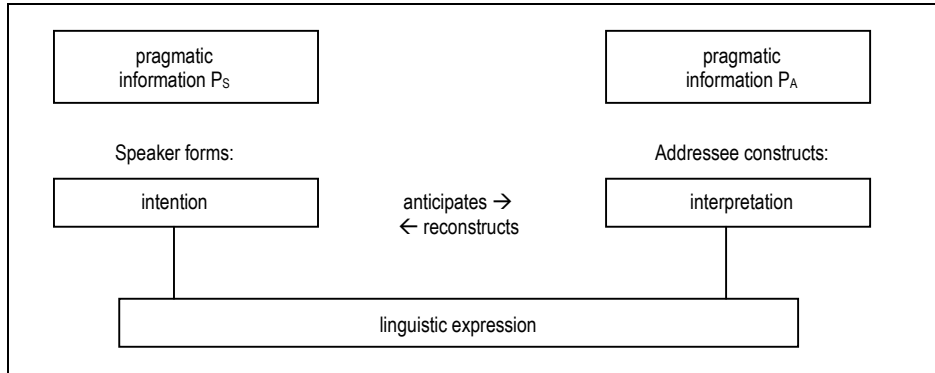 pragmatic
information PS
pragmatic
information PA
Speaker forms:
Addressee constructs:
intention
anticipates →
← reconstructs
interpretation
linguistic expression